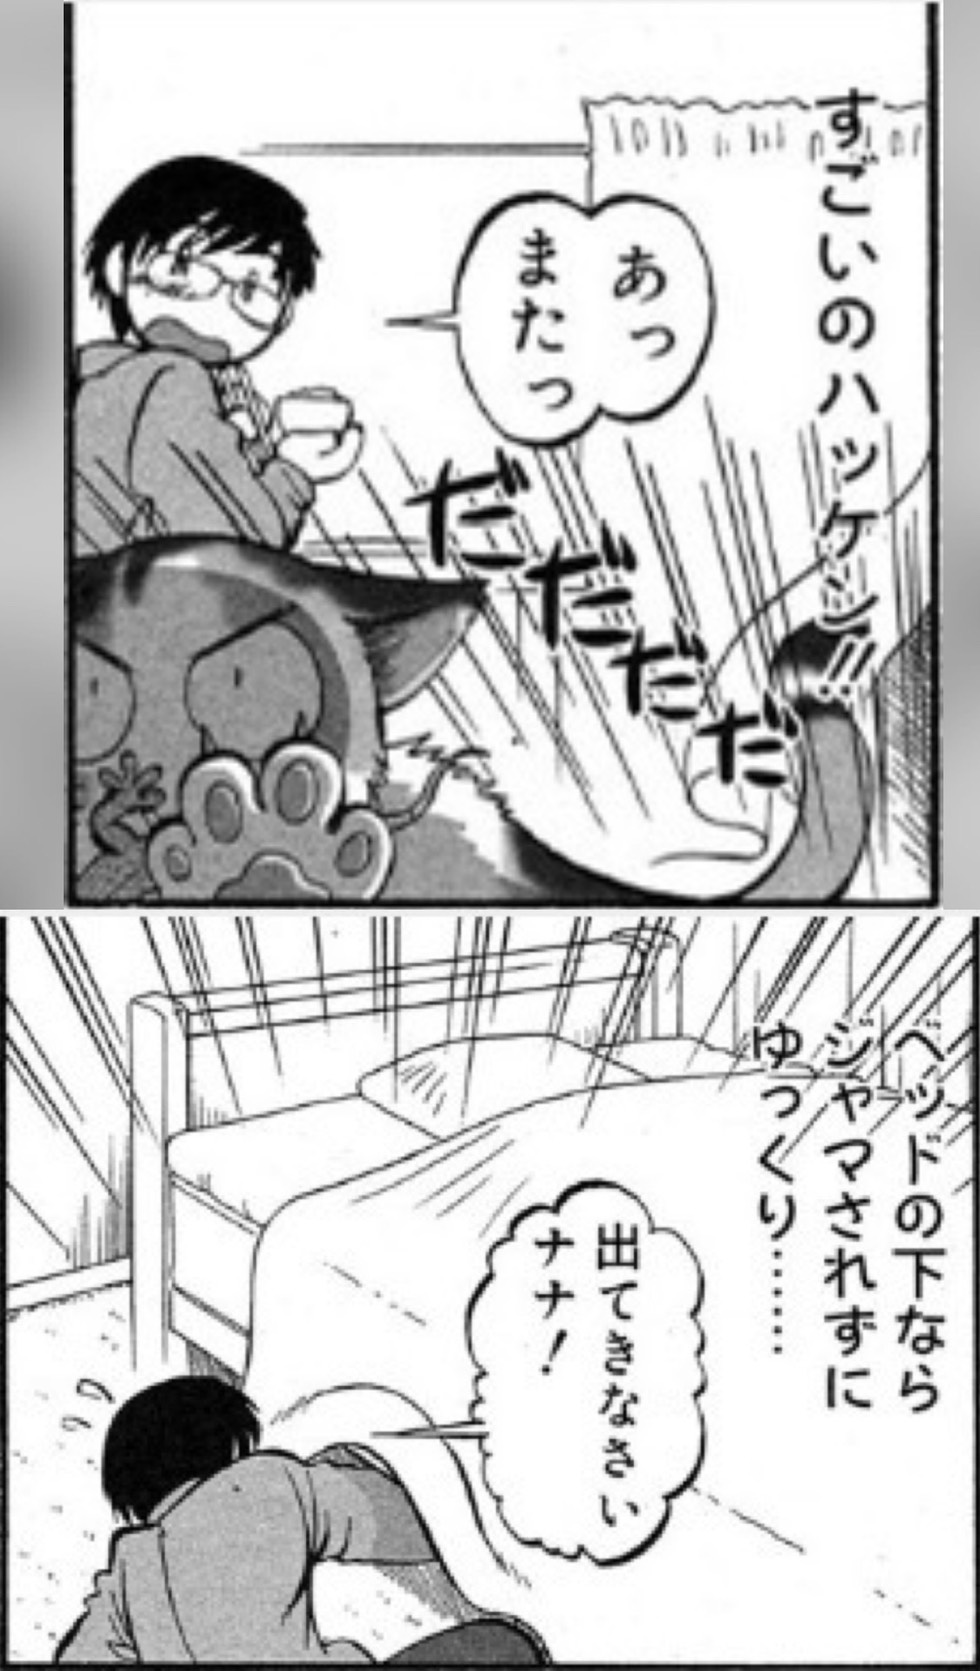 すごいのハッケン!!
あっ
またっ
だだだだ
ベッドの下なら
ジャマされずに
ゆっくり……
出てきなさい
ナナ!